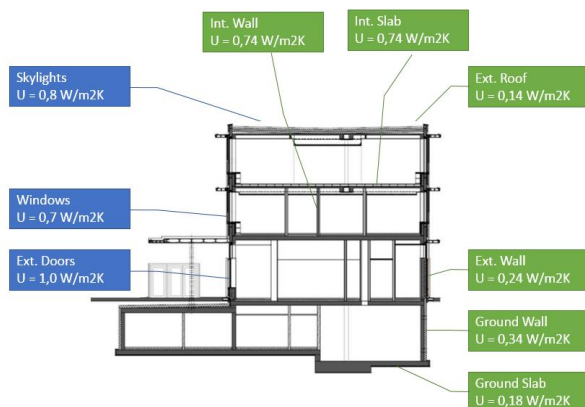 Int. Wall
U = 0,74 W/m2K
Int. Slab
U = 0,74 W/m2K
Skylights
U = 0,8 W/m2K
Ext. Roof
U = 0,14 W/m2K
Windows
U = 0,7 W/m2K
Ext. Doors
U = 1,0 W/m2K
Ext. Wall
U = 0,24 W/m2K
Ground Wall
U = 0,34 W/m2K
Ground Slab
U = 0,18 W/m2K